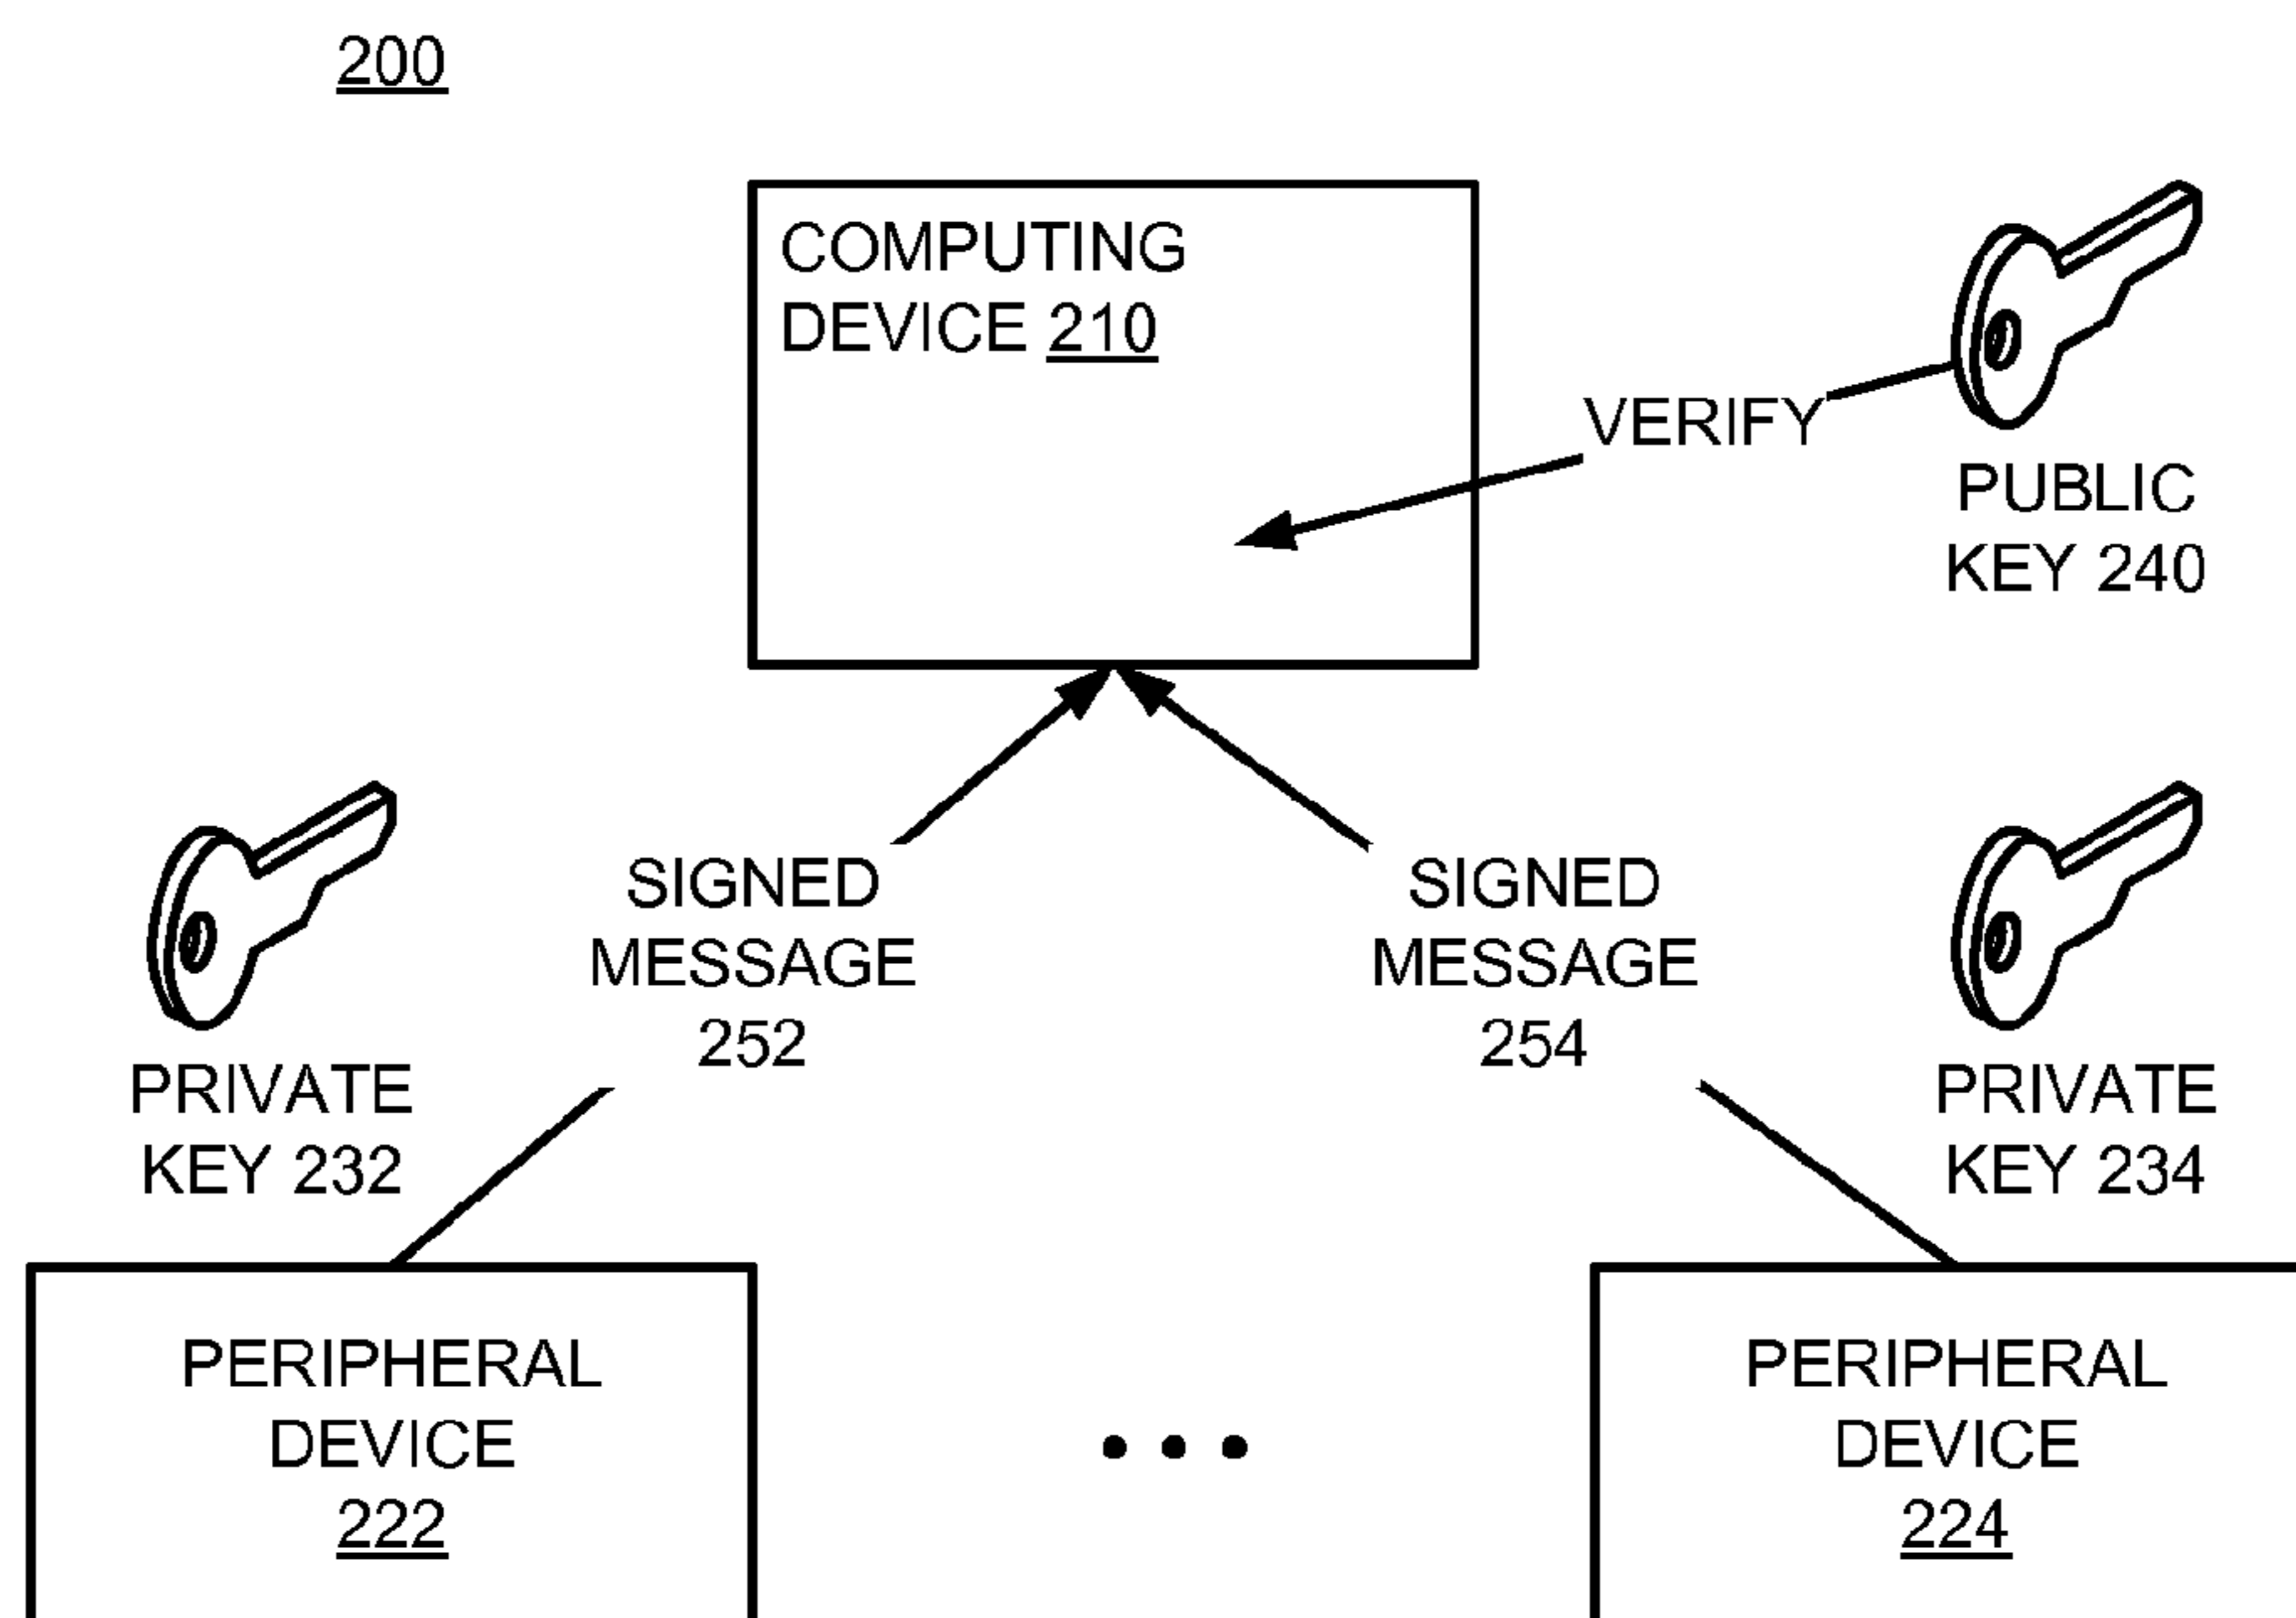 200
COMPUTING
DEVICE 210
VERIFY
PUBLIC
KEY 240
SIGNED
MESSAGE
252
SIGNED
MESSAGE
254
PRIVATE
KEY 232
PRIVATE
KEY 234
PERIPHERAL
DEVICE
222
PERIPHERAL
DEVICE
224